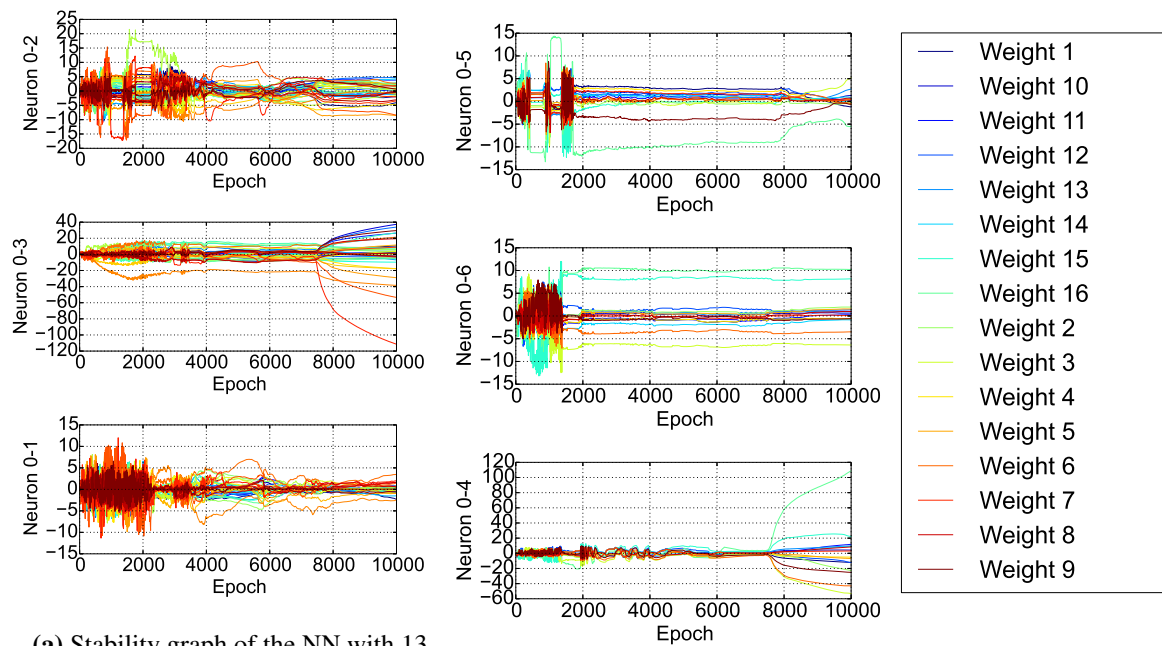 25
20
15
10
5
0
−5
−10
−15
−20
Neuron 0-2
0 2000 4000 6000 8000 10000
Epoch
40
20
0
−20
−40
−60
−80
−100
−120
Neuron 0-3
0 2000 4000 6000 8000 10000
Epoch
15
10
5
0
−5
−10
−15
Neuron 0-1
0 2000 4000 6000 8000 10000
Epoch
(a) Stability graph of the NN with 13
15
10
5
0
−5
−10
−15
Neuron 0-5
0 2000 4000 6000 8000 10000
Epoch
15
10
5
0
−5
−10
−15
Neuron 0-6
0 2000 4000 6000 8000 10000
Epoch
120
100
80
60
40
20
0
−20
−40
−60
Neuron 0-4
0 2000 4000 6000 8000 10000
Epoch
Weight 1
Weight 10
Weight 11
Weight 12
Weight 13
Weight 14
Weight 15
Weight 16
Weight 2
Weight 3
Weight 4
Weight 5
Weight 6
Weight 7
Weight 8
Weight 9